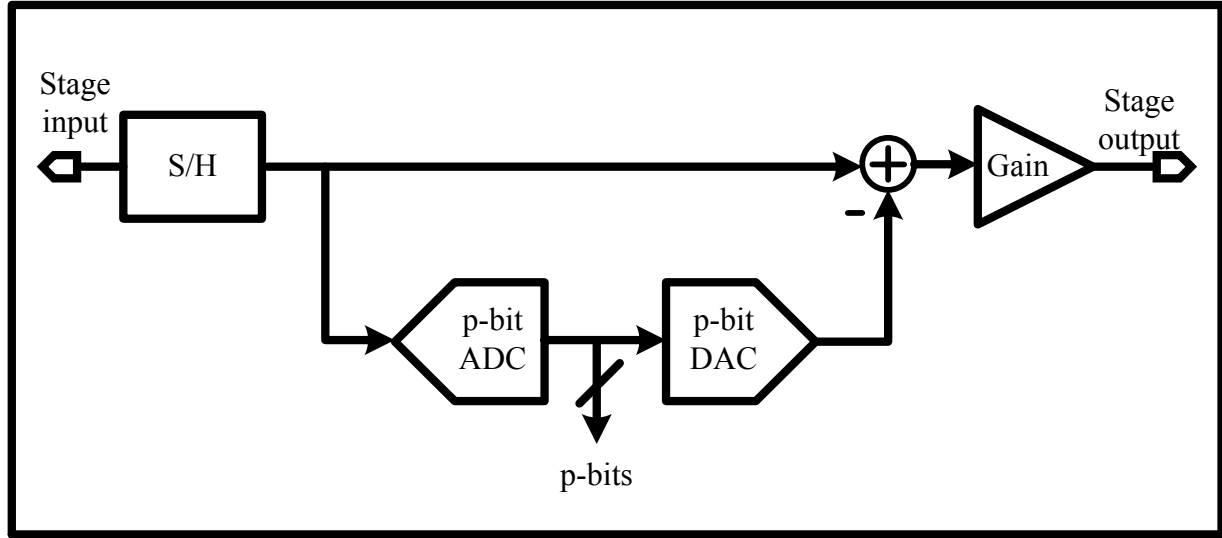 Stage
input
S/H
Gain
Stage
output
-
p-bit
ADC
p-bit
DAC
p-bits